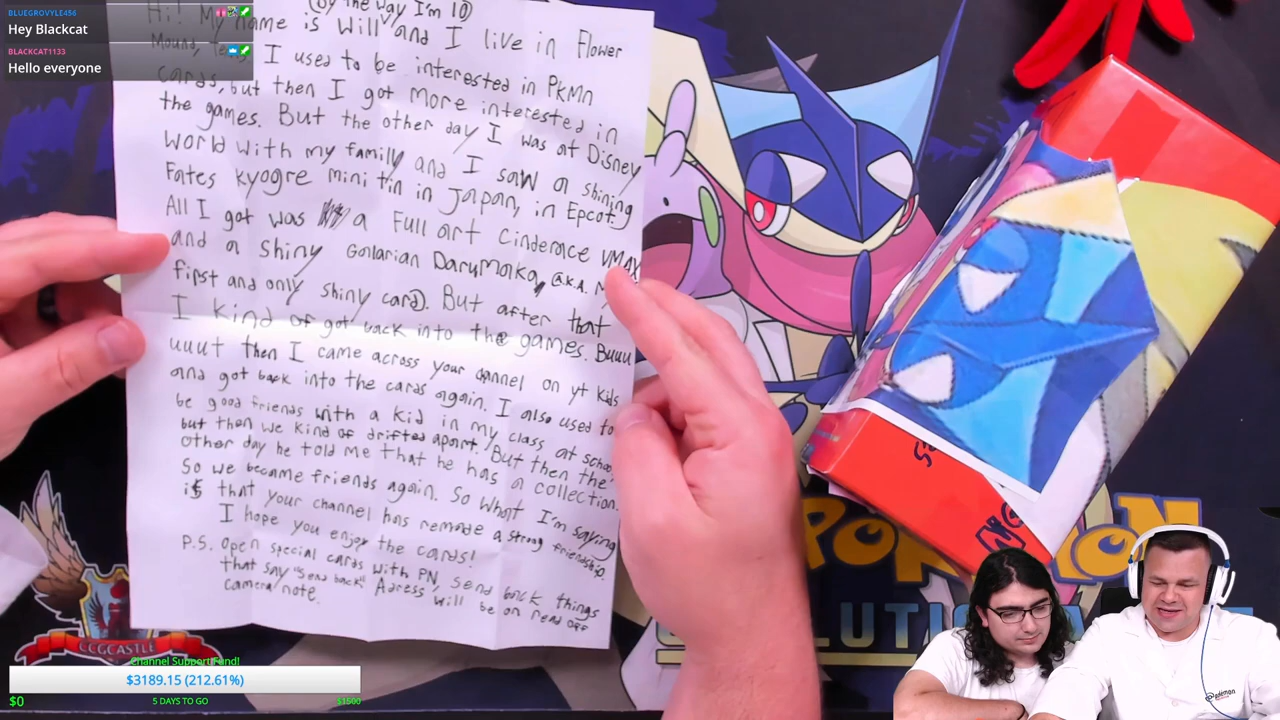 BLUEGROVYLE456
Hey Blackcat
BLACKCAT1133
Hello everyone
(by the way I'm 10)
Hi! My name is Will and I live in Flower
Mound, I used to be interested in PKMn
cards, but then I got more interested in
the games. But the other day I was at Disney
World with my family and I saw a shining
Fates Kyogre mini tin in Japan, in Epcot.
All I got was a Full art Cinderace VMAX
and a Shiny Galarian Darumaka, (a.k.a. M
first and only shiny card). But after that
I kind of got back into the games. Buuu
uuut then I came across your channel on yt kids
and got back into the cards again. I also used to
be good friends with a kid in my class at school
but then we kind of drifted apart. But then the
other day he told me that he has a collection.
So we became friends again. So what I'm saying
is that your channel has remade a strong friendship.
I hope you enjoy the cards!
P.S. Open special cards with PN, Send back things
that say "Send back" Adress will be on read off
camera note.
POKÉMON
EVOLUTION
CCGCASTLE
Channel Support Fund!
$3189.15 (212.61%)
$0
5 DAYS TO GO
$1500